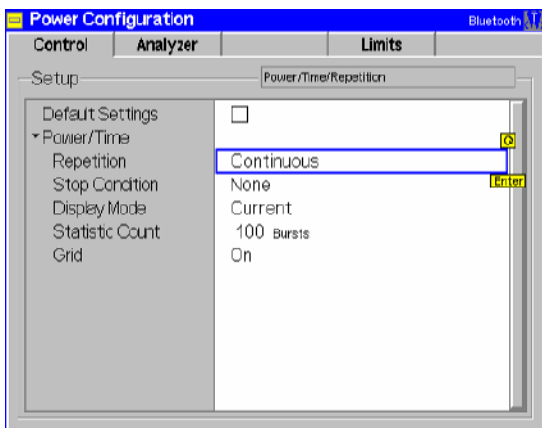 Power Configuration Bluetooth
Control Analyzer Limits
Setup Power/Time/Repetition
Default Settings
Power/Time
Repetition Continuous
Enter
Stop Condition None
Display Mode Current
Statistic Count 100 Bursts
Grid On